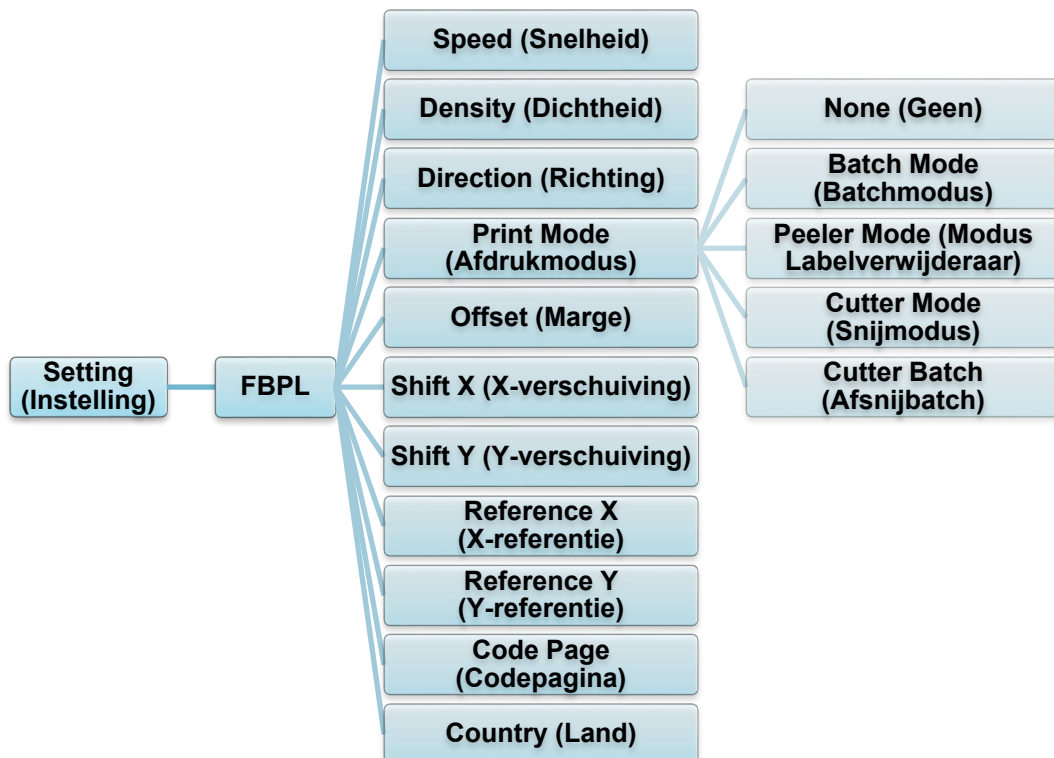 Setting
(Instelling)
FBPL
Speed (Snelheid)
Density (Dichtheid)
Direction (Richting)
Print Mode
(Afdrukmodus)
Offset (Marge)
Shift X (X-verschuiving)
Shift Y (Y-verschuiving)
Reference X
(X-referentie)
Reference Y
(Y-referentie)
Code Page
(Codepagina)
Country (Land)
None (Geen)
Batch Mode
(Batchmodus)
Peeler Mode (Modus
Labelverwijderaar)
Cutter Mode
(Snijmodus)
Cutter Batch
(Afsnijbatch)